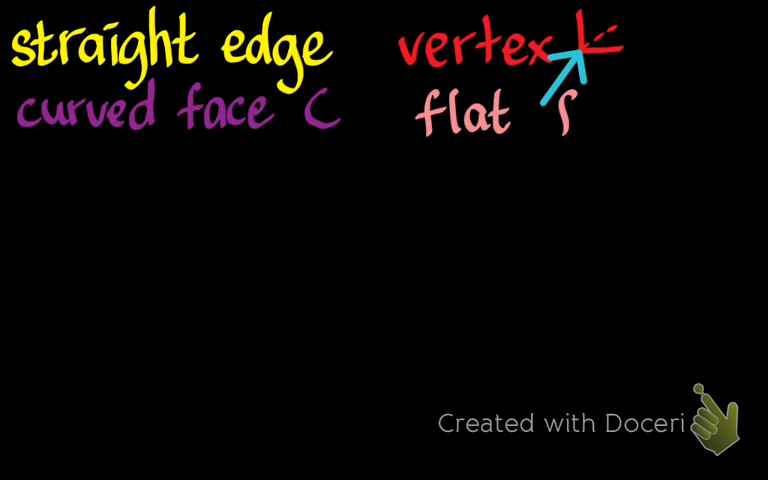 straight edge vertex
curved face C
flat
Created with Doceri